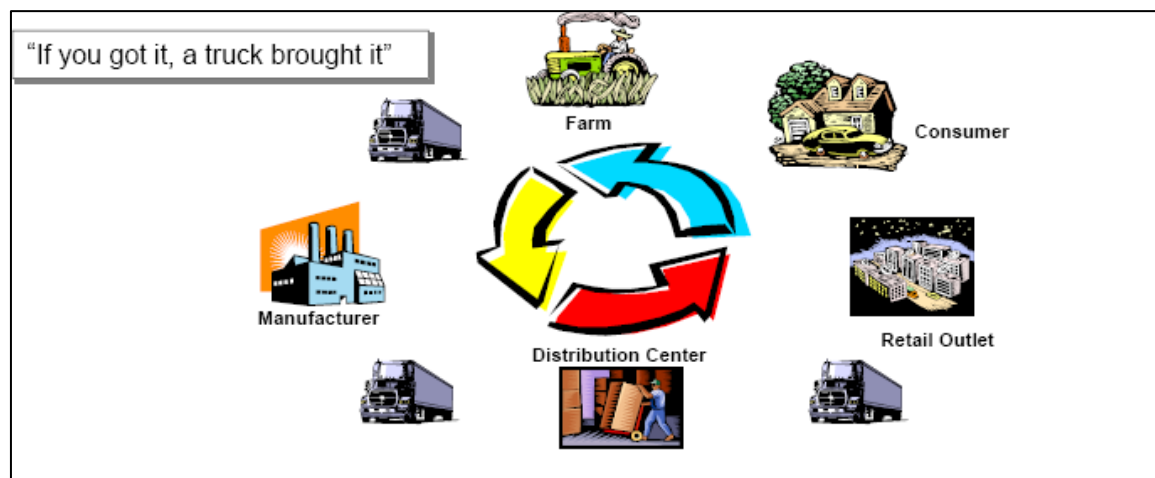 “If you got it, a truck brought it”
Farm
Consumer
Manufacturer
Retail Outlet
Distribution Center